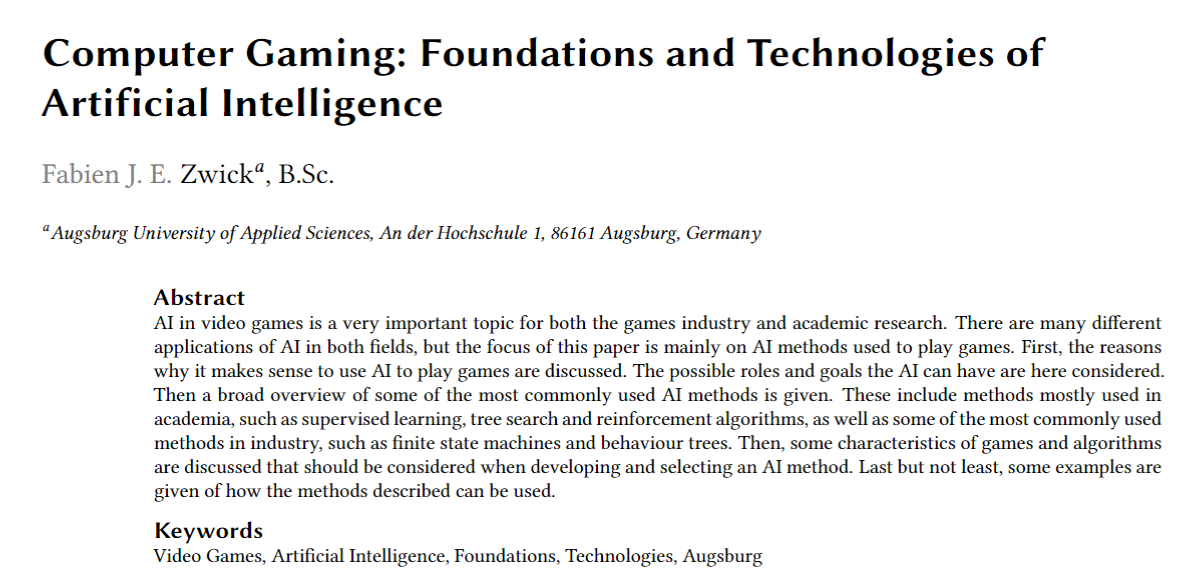 Computer Gaming: Foundations and Technologies of
Artificial Intelligence
Fabien J. E. Zwickᵃ, B.Sc.
ᵃAugsburg University of Applied Sciences, An der Hochschule 1, 86161 Augsburg, Germany
Abstract
AI in video games is a very important topic for both the games industry and academic research. There are many different
applications of AI in both fields, but the focus of this paper is mainly on AI methods used to play games. First, the reasons
why it makes sense to use AI to play games are discussed. The possible roles and goals the AI can have are here considered.
Then a broad overview of some of the most commonly used AI methods is given. These include methods mostly used in
academia, such as supervised learning, tree search and reinforcement algorithms, as well as some of the most commonly used
methods in industry, such as finite state machines and behaviour trees. Then, some characteristics of games and algorithms
are discussed that should be considered when developing and selecting an AI method. Last but not least, some examples are
given of how the methods described can be used.
Keywords
Video Games, Artificial Intelligence, Foundations, Technologies, Augsburg